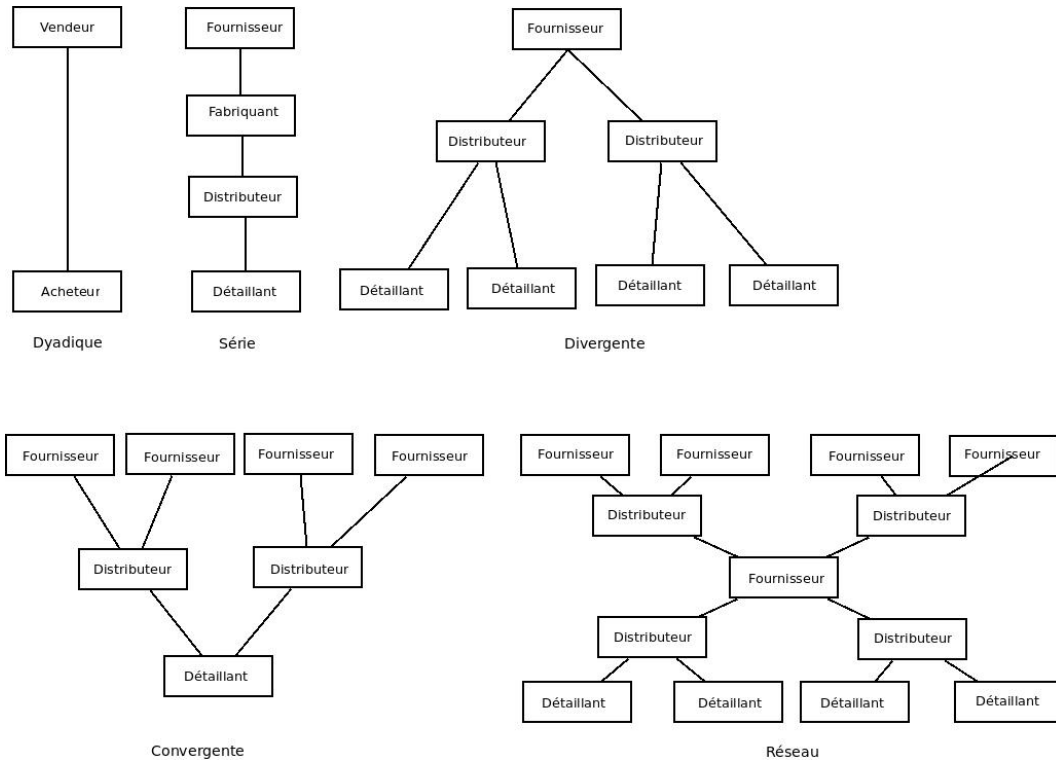 Vendeur
Acheteur
Dyadique
Fournisseur
Fabriquant
Distributeur
Détaillant
Série
Fournisseur
Distributeur Distributeur
Détaillant Détaillant Détaillant Détaillant
Divergente
Fournisseur Fournisseur Fournisseur Fournisseur
Distributeur Distributeur
Détaillant
Convergente
Fournisseur Fournisseur Fournisseur Fournisseur
Distributeur Distributeur
Fournisseur
Distributeur Distributeur
Détaillant Détaillant Détaillant Détaillant
Réseau